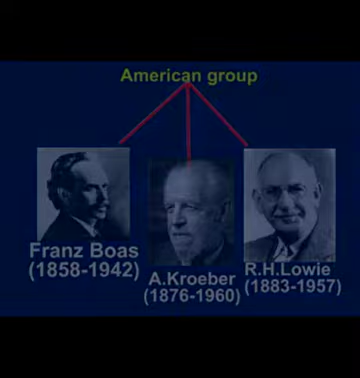 American group
Franz Boas
(1858-1942)
A.Kroeber
(1876-1960)
R.H.Lowie
(1883-1957)